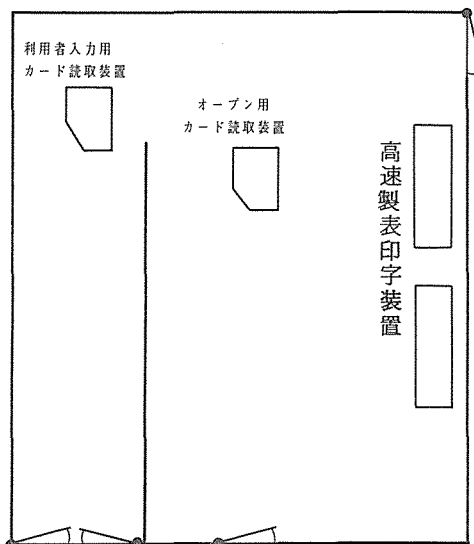 利用者入力用
カード読取装置
オープン用
カード読取装置
高速製表印字装置